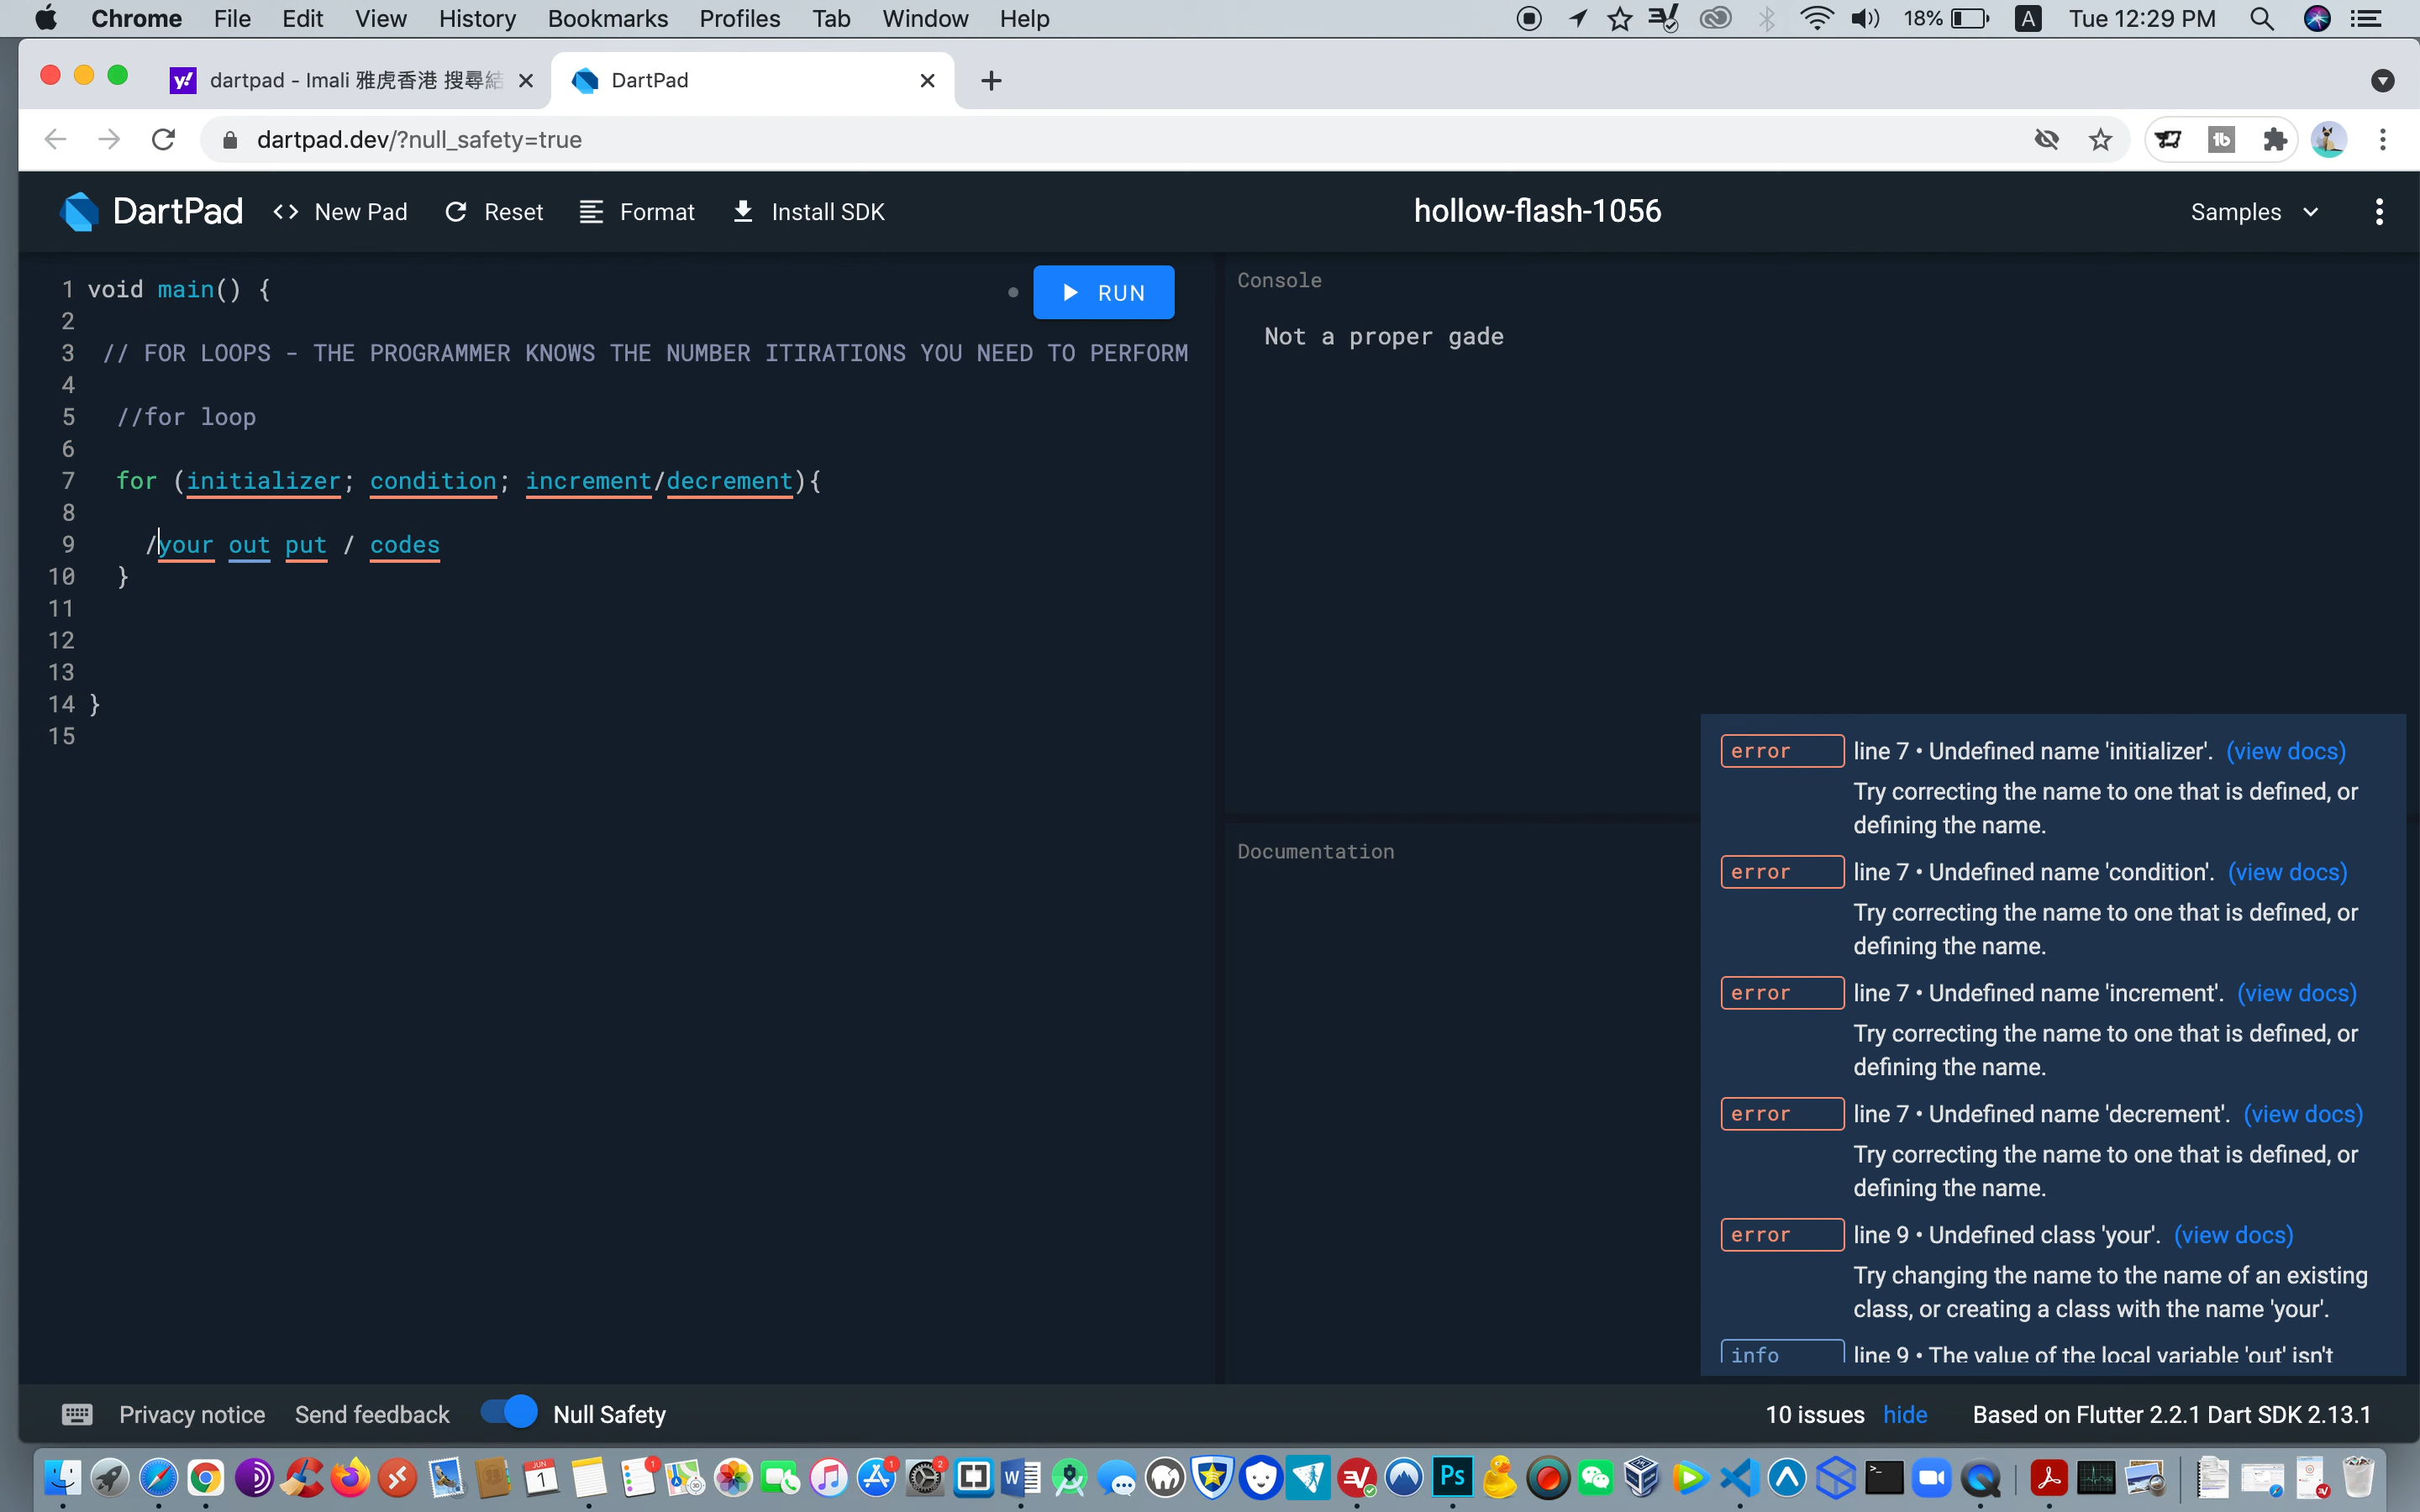 Chrome File Edit View History Bookmarks Profiles Tab Window Help 18% A Tue 12:29 PM
y! dartpad - Imali 雅虎香港 搜尋結 DartPad
dartpad.dev/?null_safety=true
DartPad <> New Pad Reset Format Install SDK hollow-flash-1056 Samples
1 void main() {
RUN
2
3 // FOR LOOPS - THE PROGRAMMER KNOWS THE NUMBER ITIRATIONS YOU NEED TO PERFORM
4
5 //for loop
6
7 for (initializer; condition; increment/decrement){
8
9 /your out put / codes
10 }
11
12
13
14 }
15
Console
Not a proper gade
Documentation
error line 7 • Undefined name 'initializer'. (view docs)
Try correcting the name to one that is defined, or
defining the name.
error line 7 • Undefined name 'condition'. (view docs)
Try correcting the name to one that is defined, or
defining the name.
error line 7 • Undefined name 'increment'. (view docs)
Try correcting the name to one that is defined, or
defining the name.
error line 7 • Undefined name 'decrement'. (view docs)
Try correcting the name to one that is defined, or
defining the name.
error line 9 • Undefined class 'your'. (view docs)
Try changing the name to the name of an existing
class, or creating a class with the name 'your'.
info line 9 • The value of the local variable 'out' isn't
Privacy notice Send feedback Null Safety 10 issues hide Based on Flutter 2.2.1 Dart SDK 2.13.1
JUN 1 1 1 2 W Ps